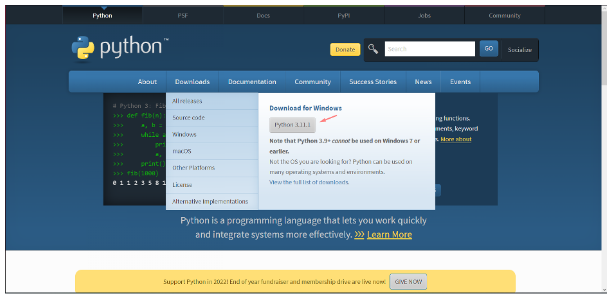 Python
PSF
Docs
PyPI
Jobs
Community
python™
Donate
Search
GO
Socialize
About
Downloads
Documentation
Community
Success Stories
News
Events
# Python 3: Fib
>>> def fib(n):
>>> a, b =
>>> while a
>>> pri
>>> a,
>>> print()
>>> fib(1000)
0 1 1 2 3 5 8 1
All releases
Source code
Windows
macOS
Other Platforms
License
Alternative Implementations
Download for Windows
Python 3.11.1
Note that Python 3.9+ cannot be used on Windows 7 or
earlier.
Not the OS you are looking for? Python can be used on
many operating systems and environments.
View the full list of downloads.
ng functions.
ments, keyword
s. More about
Python is a programming language that lets you work quickly
and integrate systems more effectively. >>> Learn More
Support Python in 2022! End of year fundraiser and membership drive are live now!
GIVE NOW